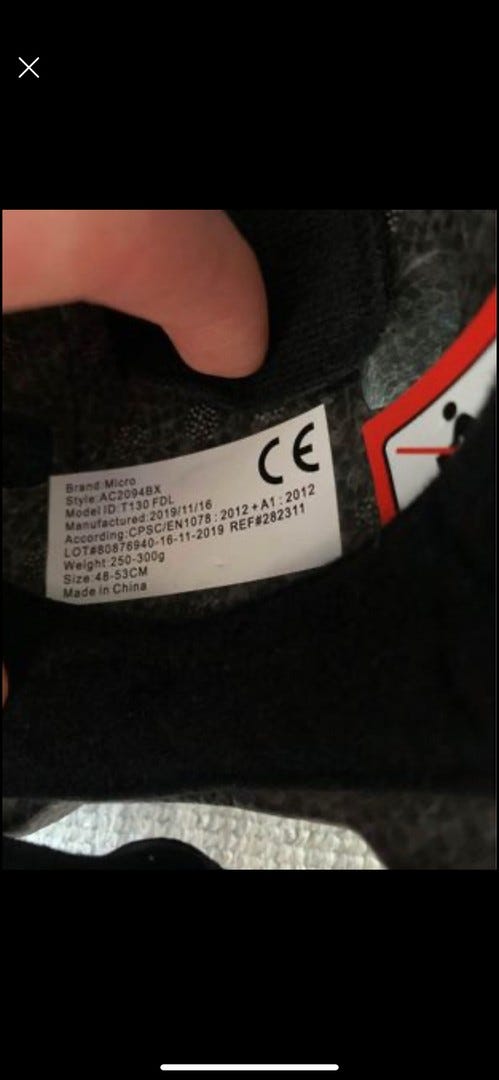 CE
Brand:Micro
Style:AC2094BX
Model ID:T130 FDL
Manufactured:2019/11/16
According:CPSC/EN1078 : 2012 + A1 : 2012
LOT#80876940-16-11-2019 REF#282311
Weight:250-300g
Size:48-53CM
Made in China